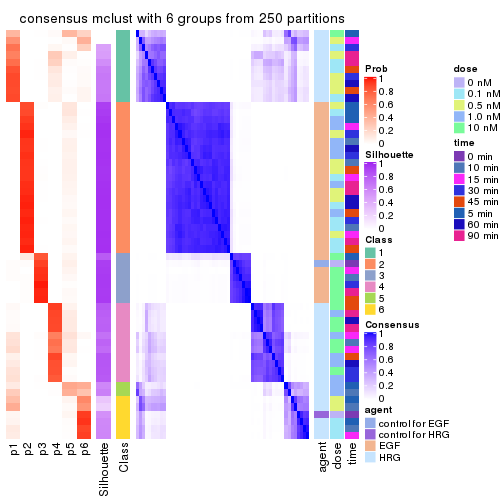 consensus mclust with 6 groups from 250 partitions
Prob
1
0.8
0.6
0.4
0.2
0
Silhouette
1
0.8
0.6
0.4
0.2
0
Class
1
2
3
4
5
6
Consensus
1
0.8
0.6
0.4
0.2
0
agent
control for EGF
control for HRG
EGF
HRG
dose
0 nM
0.1 nM
0.5 nM
1.0 nM
10 nM
time
0 min
10 min
15 min
30 min
45 min
5 min
60 min
90 min
p1
p2
p3
p4
p5
p6
Silhouette
Class
agent
dose
time